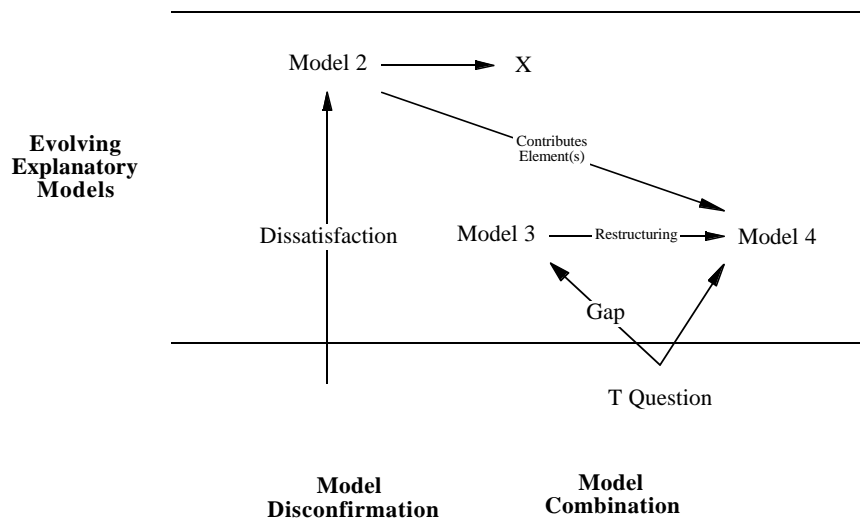 Model 2
X
Contributes
Element(s)
Evolving
Explanatory
Models
Dissatisfaction
Model 3
Restructuring
Model 4
Gap
T Question
Model
Disconfirmation
Model
Combination